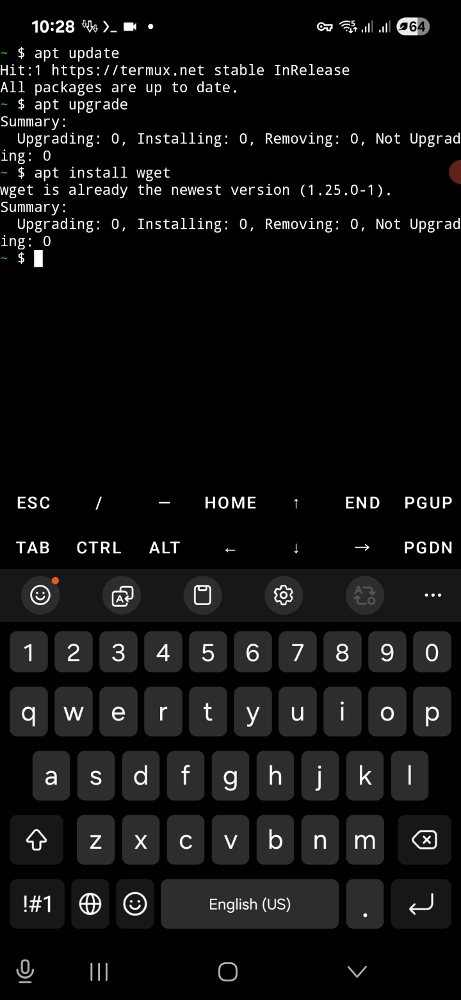 10:28 64
~ $ apt update
Hit:1 https://termux.net stable InRelease
All packages are up to date.
~ $ apt upgrade
Summary:
  Upgrading: 0, Installing: 0, Removing: 0, Not Upgrad
ing: 0
~ $ apt install wget
wget is already the newest version (1.25.0-1).
Summary:
  Upgrading: 0, Installing: 0, Removing: 0, Not Upgrad
ing: 0
~ $
ESC / — HOME ↑ END PGUP
TAB CTRL ALT ← ↓ → PGDN
1 2 3 4 5 6 7 8 9 0
q w e r t y u i o p
a s d f g h j k l
z x c v b n m
!#1 English (US) .